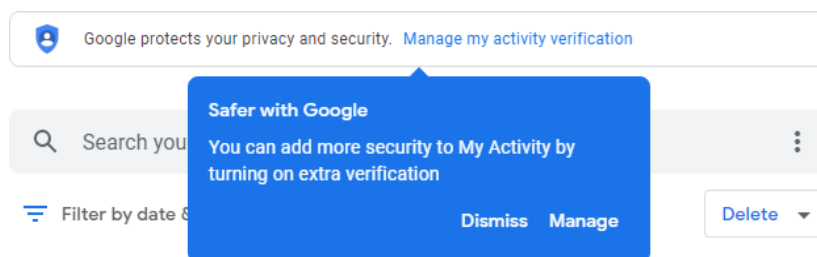 Google protects your privacy and security. Manage my activity verification
Safer with Google
Search you
You can add more security to My Activity by
turning on extra verification
Filter by date &
Dismiss Manage
Delete